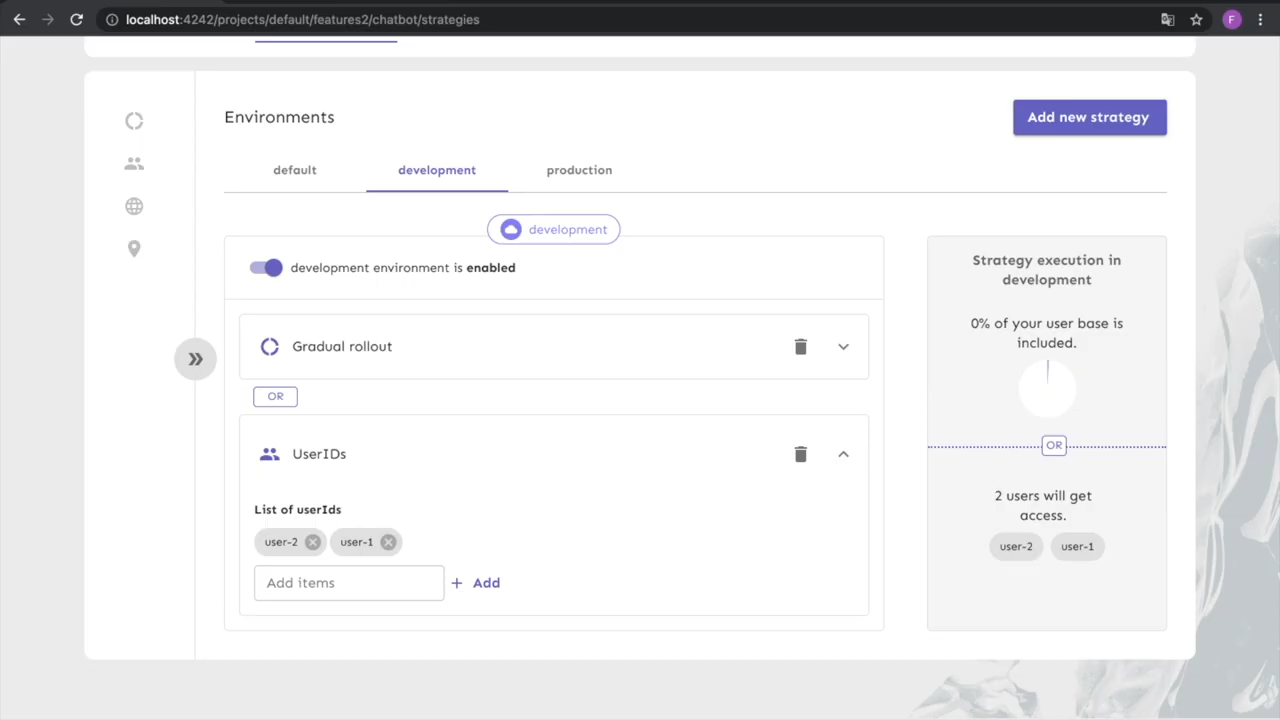 localhost:4242/projects/default/features2/chatbot/strategies
F
Environments
Add new strategy
default
development
production
development
development environment is enabled
Gradual rollout
OR
UserIDs
List of userIds
user-2
user-1
Add items
+ Add
Strategy execution in
development
0% of your user base is
included.
OR
2 users will get
access.
user-2
user-1